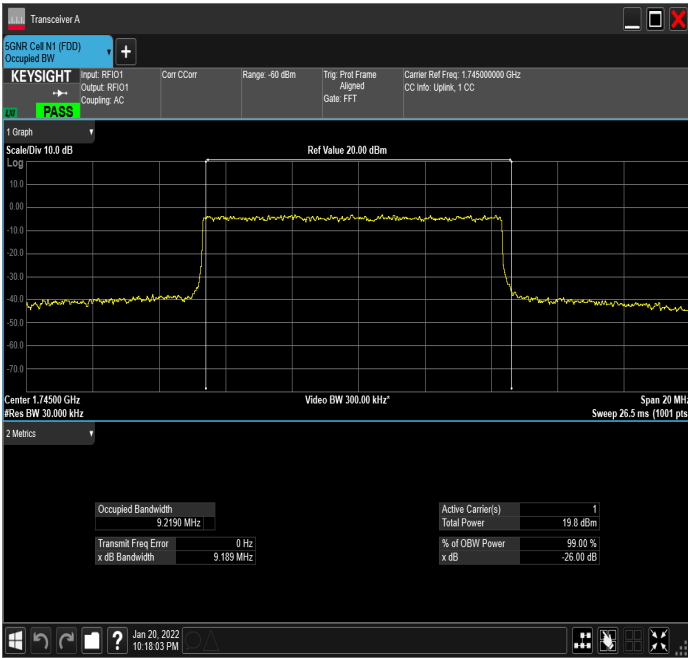 Transceiver A
5GNR Cell N1 (FDD)
Occupied BW
+
KEYSIGHT
Input: RFIO1
Output: RFIO1
Coupling: AC
Corr CCorr
Range: -60 dBm
Trig: Prot Frame
Aligned
Gate: FFT
Carrier Ref Freq: 1.745000000 GHz
CC Info: Uplink, 1 CC
LXI
PASS
1 Graph
Scale/Div 10.0 dB
Ref Value 20.00 dBm
Log
10.0
0.00
-10.0
-20.0
-30.0
-40.0
-50.0
-60.0
-70.0
Center 1.74500 GHz
Video BW 300.00 kHz*
Span 20 MHz
#Res BW 30.000 kHz
Sweep 26.5 ms (1001 pts
2 Metrics
Occupied Bandwidth
9.2190 MHz
Transmit Freq Error 0 Hz
x dB Bandwidth 9.189 MHz
Active Carrier(s) 1
Total Power 19.8 dBm
% of OBW Power 99.00 %
x dB -26.00 dB
?
Jan 20, 2022
10:18:03 PM